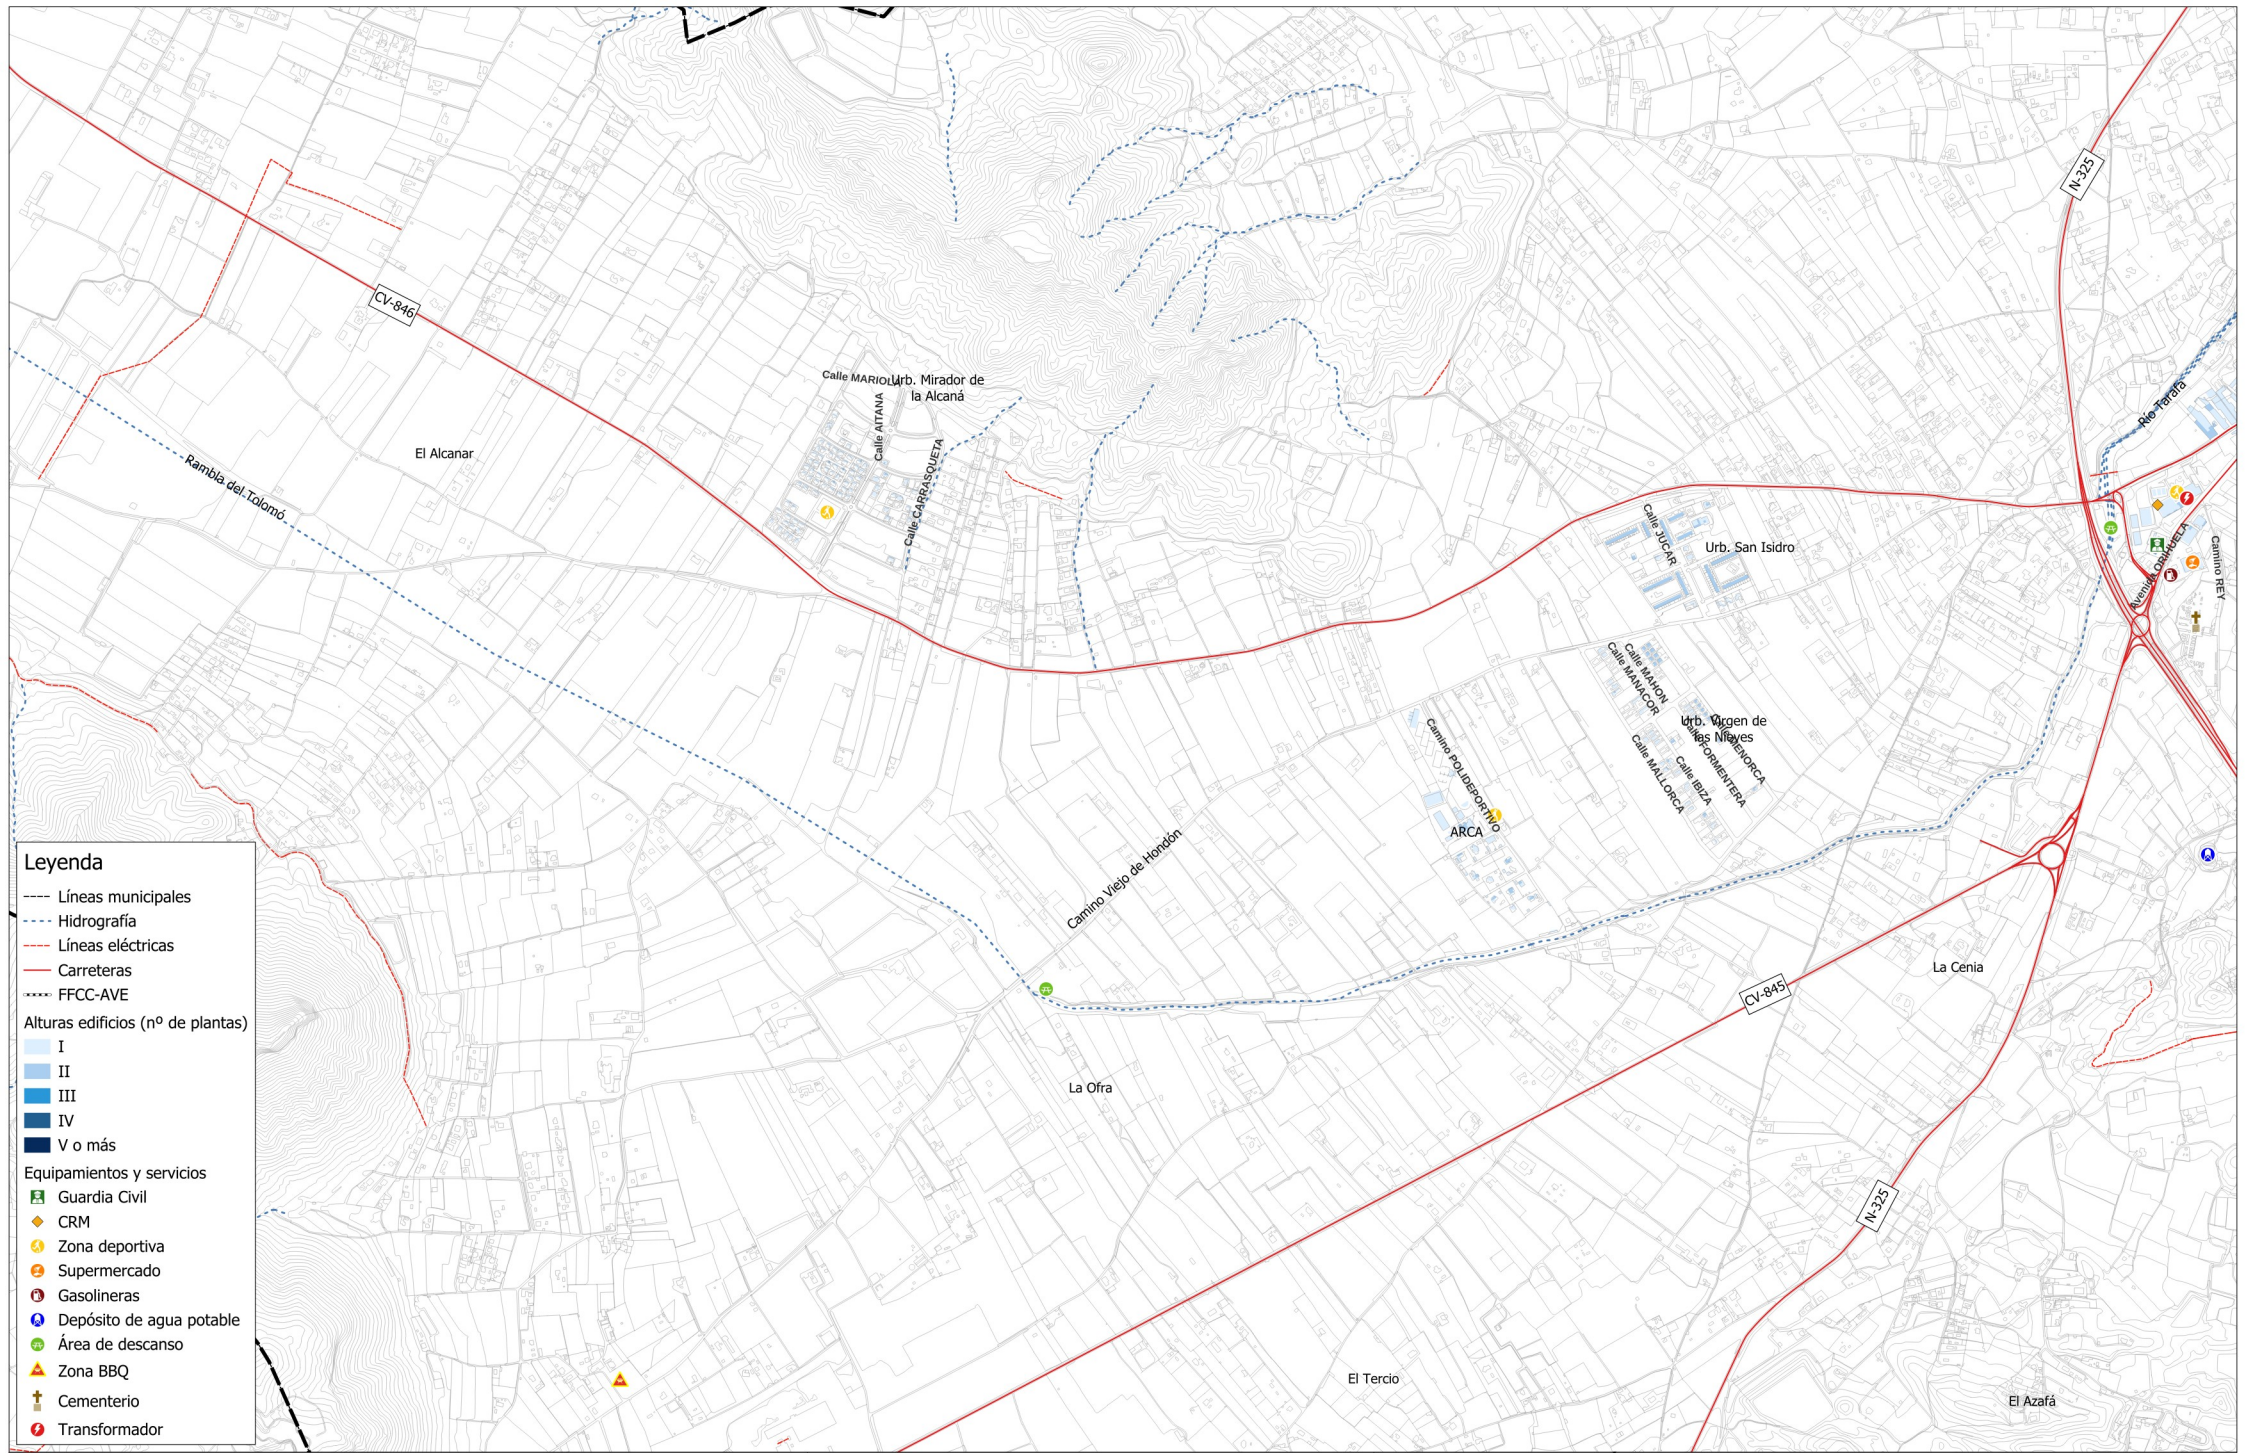 N-325
CV-846
Calle MARIOLA
Urb. Mirador de
la Alcaná
Calle AITANA
Calle CARRASQUETA
Río Tarafa
El Alcanar
Rambla del Tolomó
Calle JUCAR
Urb. San Isidro
Avenida ORIHUELA
Camino REY
Calle MAHON
Calle MANACOR
Urb. Virgen de
las Nieves
Calle MENORCA
Calle FORMENTERA
Calle IBIZA
Calle MALLORCA
Camino POLIDEPORTIVO
ARCA
Camino Viejo de Hondón
La Cenia
CV-845
La Ofra
N-325
El Tercio
El Azafá
Leyenda
Líneas municipales
Hidrografía
Líneas eléctricas
Carreteras
FFCC-AVE
Alturas edificios (nº de plantas)
I
II
III
IV
V o más
Equipamientos y servicios
Guardia Civil
CRM
Zona deportiva
Supermercado
Gasolineras
Depósito de agua potable
Área de descanso
Zona BBQ
Cementerio
Transformador